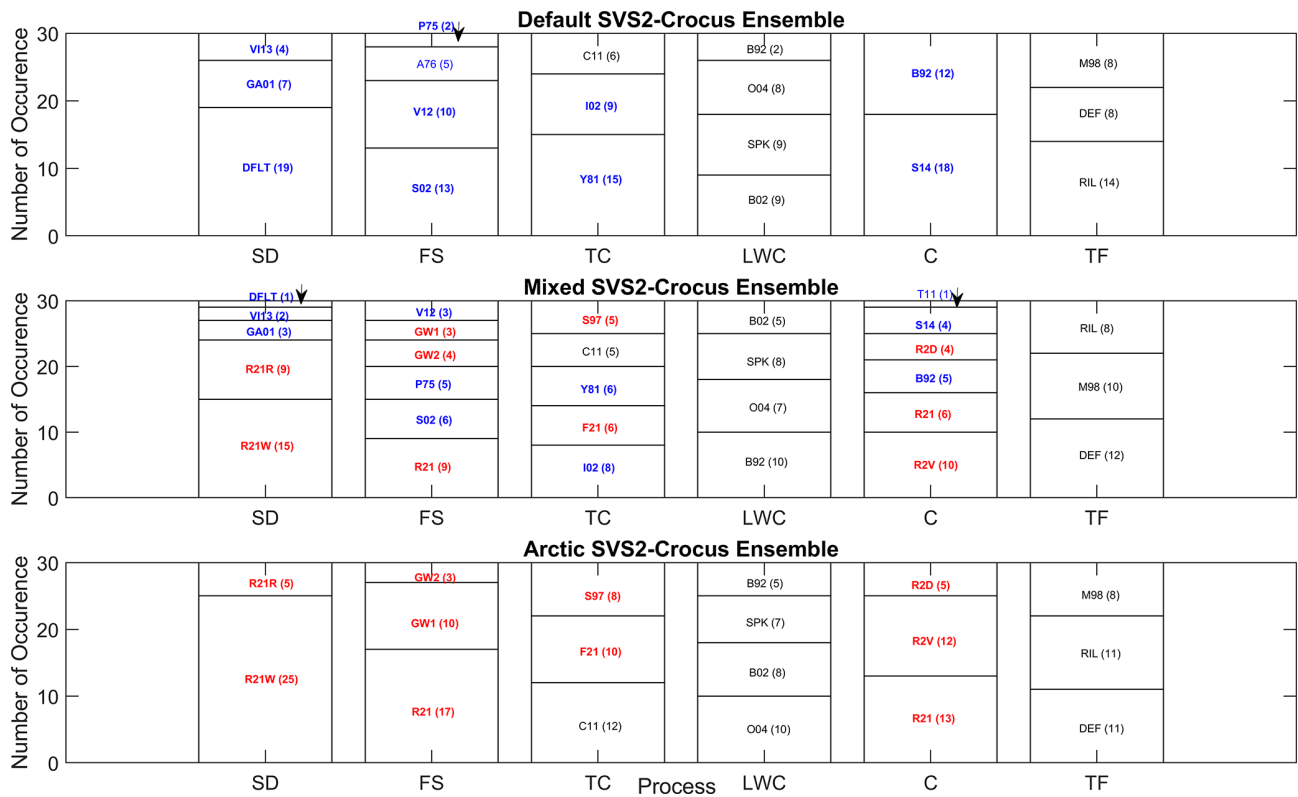 Default SVS2-Crocus Ensemble
Number of Occurence
30
20
10
0
VI13 (4)
GA01 (7)
DFLT (19)
P75 (2)
A76 (5)
V12 (10)
S02 (13)
C11 (6)
I02 (9)
Y81 (15)
B92 (2)
O04 (8)
SPK (9)
B02 (9)
B92 (12)
S14 (18)
M98 (8)
DEF (8)
RIL (14)
SD FS TC LWC C TF
Mixed SVS2-Crocus Ensemble
Number of Occurence
30
20
10
0
DFLT (1)
VI13 (2)
GA01 (3)
R21R (9)
R21W (15)
V12 (3)
GW1 (3)
GW2 (4)
P75 (5)
S02 (6)
R21 (9)
S97 (5)
C11 (5)
Y81 (6)
F21 (6)
I02 (8)
B02 (5)
SPK (8)
O04 (7)
B92 (10)
T11 (1)
S14 (4)
R2D (4)
B92 (5)
R21 (6)
R2V (10)
RIL (8)
M98 (10)
DEF (12)
SD FS TC LWC C TF
Arctic SVS2-Crocus Ensemble
Number of Occurence
30
20
10
0
R21R (5)
R21W (25)
GW2 (3)
GW1 (10)
R21 (17)
S97 (8)
F21 (10)
C11 (12)
B92 (5)
SPK (7)
B02 (8)
O04 (10)
R2D (5)
R2V (12)
R21 (13)
M98 (8)
RIL (11)
DEF (11)
SD FS TC LWC C TF
Process